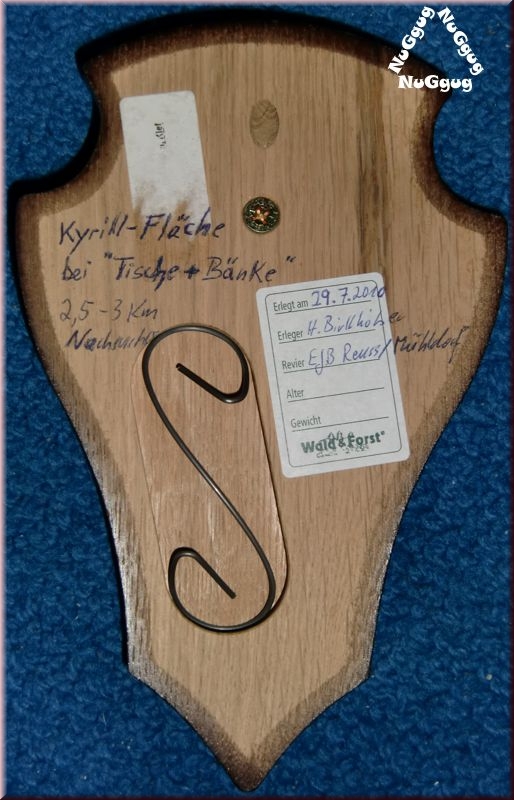 NuGgug
NuGgug
NuGgug
Kyrill-Fläche
bei "Tische + Bänke"
2,5-3 Km
Erlegt am 29.7.2010
Erleger H. Birkhölzer
Revier EJB Reuss/Mühldorf
Alter
Gewicht
Wald & Forst®